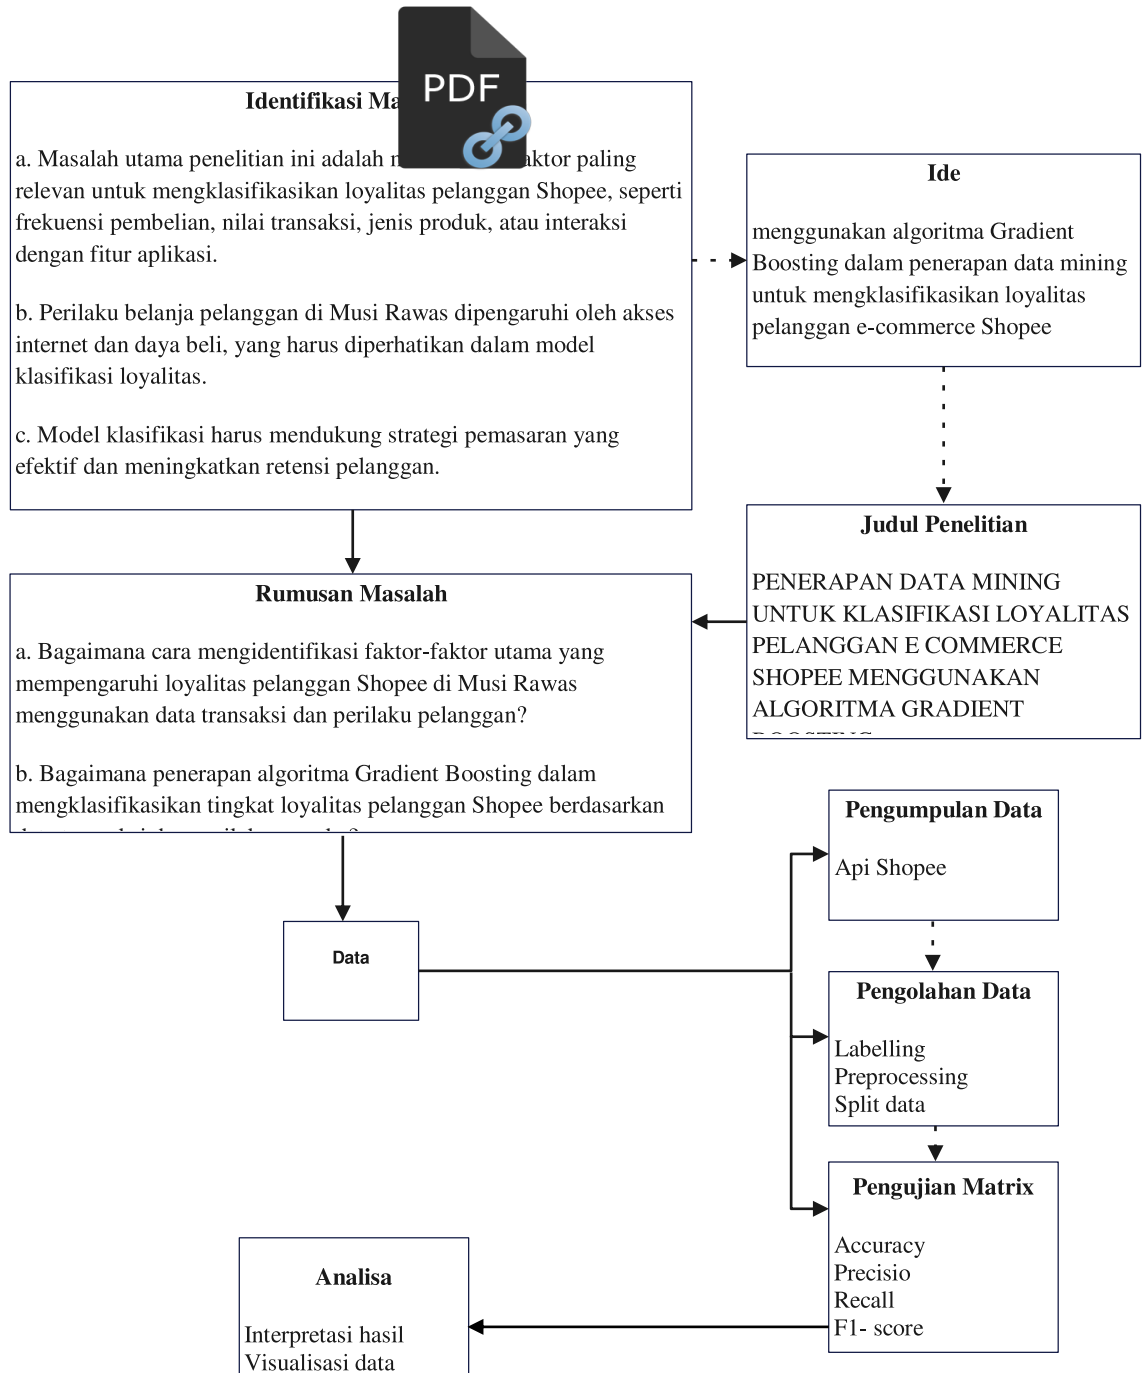 PDF
Identifikasi
a. Masalah utama penelitian ini adalah paling
relevan untuk mengklasifikasikan loyalitas pelanggan Shopee, seperti
frekuensi pembelian, nilai transaksi, jenis produk, atau interaksi
dengan fitur aplikasi.
b. Perilaku belanja pelanggan di Musi Rawas dipengaruhi oleh akses
internet dan daya beli, yang harus diperhatikan dalam model
klasifikasi loyalitas.
c. Model klasifikasi harus mendukung strategi pemasaran yang
efektif dan meningkatkan retensi pelanggan.
Ide
menggunakan algoritma Gradient
Boosting dalam penerapan data mining
untuk mengklasifikasikan loyalitas
pelanggan e-commerce Shopee
Judul Penelitian
PENERAPAN DATA MINING
UNTUK KLASIFIKASI LOYALITAS
PELANGGAN E COMMERCE
SHOPEE MENGGUNAKAN
ALGORITMA GRADIENT
Rumusan Masalah
a. Bagaimana cara mengidentifikasi faktor-faktor utama yang
mempengaruhi loyalitas pelanggan Shopee di Musi Rawas
menggunakan data transaksi dan perilaku pelanggan?
b. Bagaimana penerapan algoritma Gradient Boosting dalam
mengklasifikasikan tingkat loyalitas pelanggan Shopee berdasarkan
Data
Pengumpulan Data
Api Shopee
Pengolahan Data
Labelling
Preprocessing
Split data
Pengujian Matrix
Accuracy
Precisio
Recall
F1- score
Analisa
Interpretasi hasil
Visualisasi data